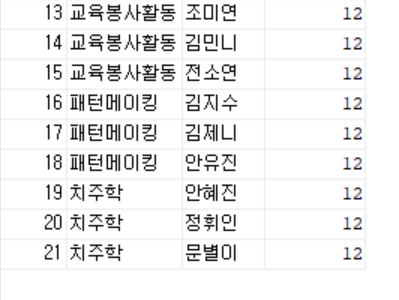 13 교육봉사활동 조미연 12
14 교육봉사활동 김민니 12
15 교육봉사활동 전소연 12
16 패턴메이킹 김지수 12
17 패턴메이킹 김제니 12
18 패턴메이킹 안유진 12
19 치주학 안혜진 12
20 치주학 정휘인 12
21 치주학 문별이 12